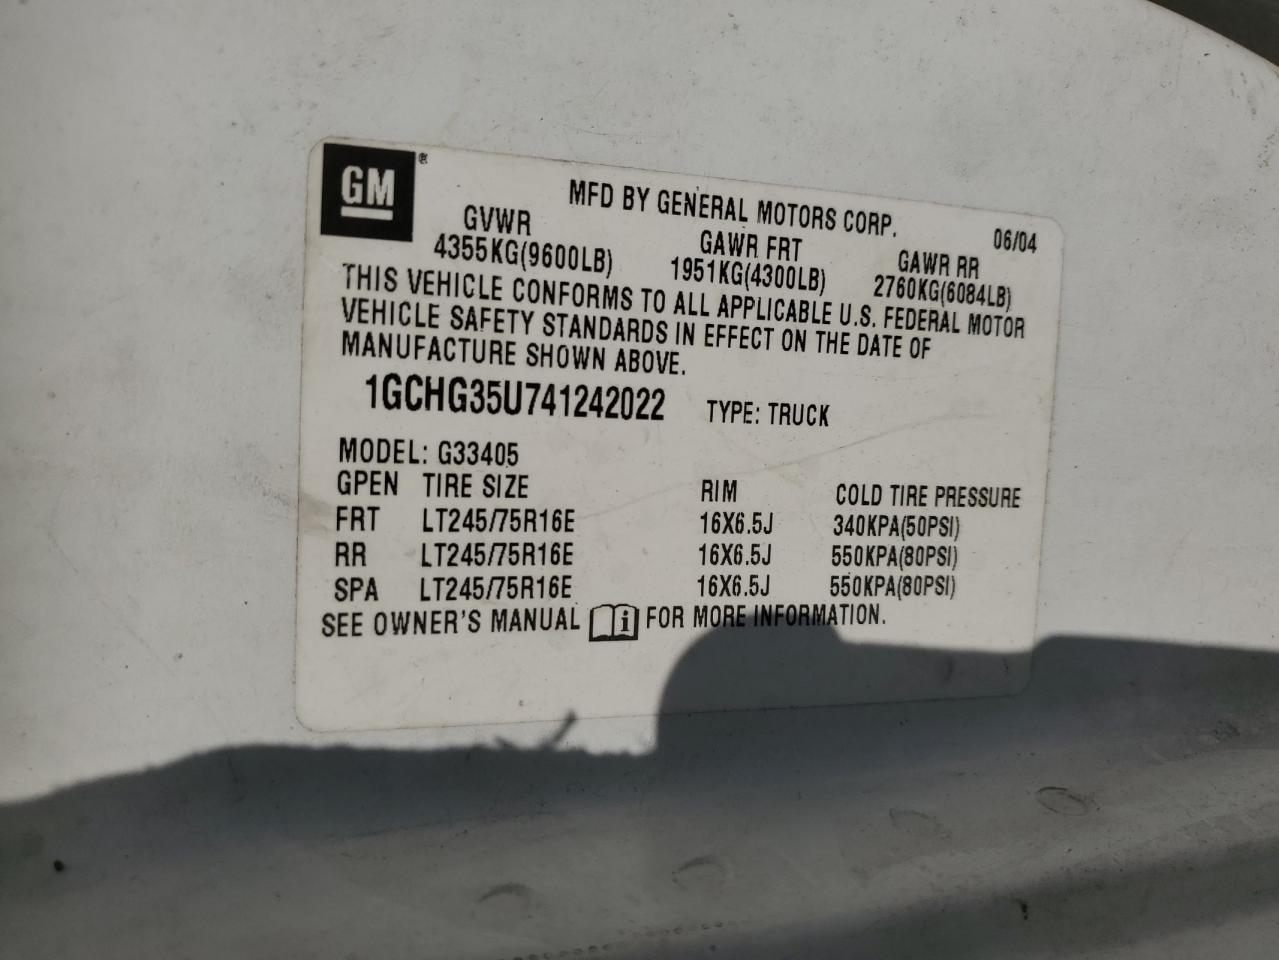 GM®
MFD BY GENERAL MOTORS CORP. 06/04
GVWR GAWR FRT GAWR RR
4355KG(9600LB) 1951KG(4300LB) 2760KG(6084LB)
THIS VEHICLE CONFORMS TO ALL APPLICABLE U.S. FEDERAL MOTOR
VEHICLE SAFETY STANDARDS IN EFFECT ON THE DATE OF
MANUFACTURE SHOWN ABOVE.
1GCHG35U741242022 TYPE: TRUCK
MODEL: G33405
GPEN TIRE SIZE RIM COLD TIRE PRESSURE
FRT LT245/75R16E 16X6.5J 340KPA(50PSI)
RR LT245/75R16E 16X6.5J 550KPA(80PSI)
SPA LT245/75R16E 16X6.5J 550KPA(80PSI)
SEE OWNER'S MANUAL i FOR MORE INFORMATION.